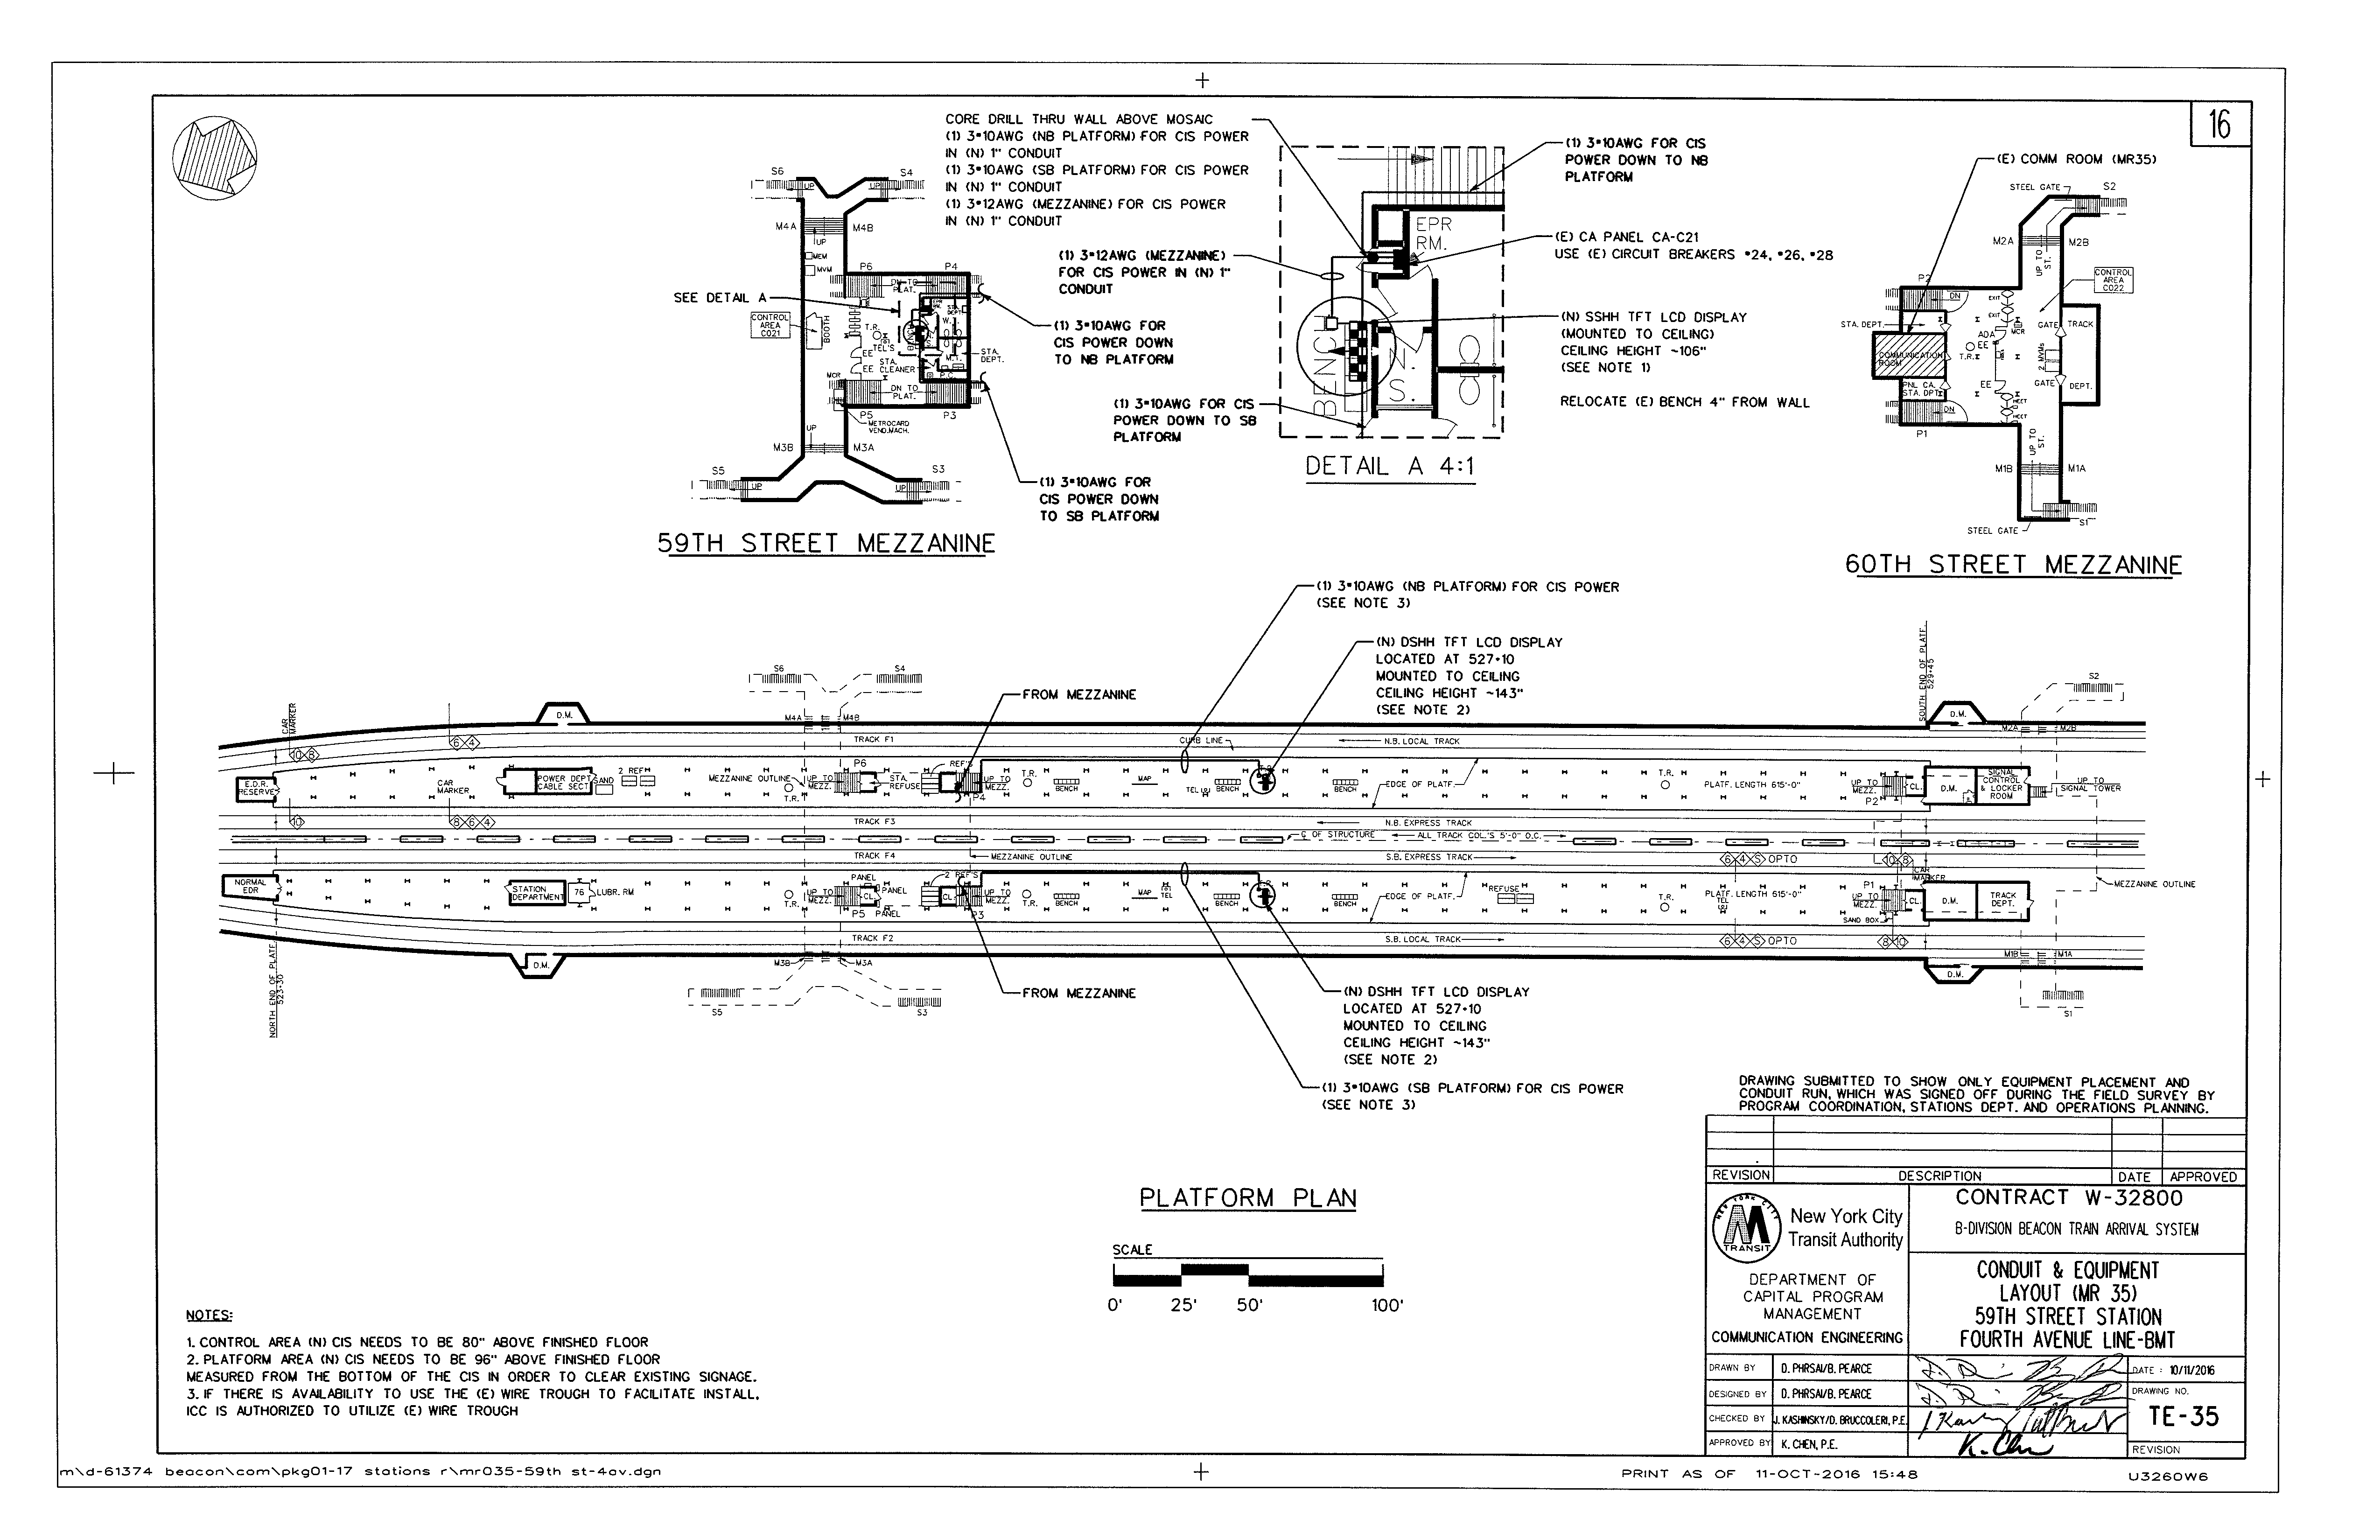 16
CORE DRILL THRU WALL ABOVE MOSAIC
(1) 3#10AWG (NB PLATFORM) FOR CIS POWER
IN (N) 1" CONDUIT
(1) 3#10AWG (SB PLATFORM) FOR CIS POWER
IN (N) 1" CONDUIT
(1) 3#12AWG (MEZZANINE) FOR CIS POWER
IN (N) 1" CONDUIT
(1) 3#12AWG (MEZZANINE)
FOR CIS POWER IN (N) 1"
CONDUIT
(1) 3#10AWG FOR
CIS POWER DOWN
TO NB PLATFORM
(1) 3#10AWG FOR CIS
POWER DOWN TO SB
PLATFORM
(1) 3#10AWG FOR
CIS POWER DOWN
TO SB PLATFORM
SEE DETAIL A
S6
S4
UP
UP
M4A
M4B
UP
MEM
MVM
P6
P4
DN TO
PLAT.
CONTROL
AREA
C021
BOOTH
T.R.
TEL'S
EE
EE
STA.
CLEANER
STA.
DEPT.
P.C.
MCR
DN TO
PLAT.
P5
P3
METROCARD
VEND.MACH.
UP
M3B
M3A
S5
S3
UP
UP
59TH STREET MEZZANINE
(1) 3#10AWG FOR CIS
POWER DOWN TO NB
PLATFORM
EPR
RM.
(E) CA PANEL CA-C21
USE (E) CIRCUIT BREAKERS #24, #26, #28
(N) SSHH TFT LCD DISPLAY
(MOUNTED TO CEILING)
CEILING HEIGHT ~106"
(SEE NOTE 1)
RELOCATE (E) BENCH 4" FROM WALL
BENCH
N.
S.
DETAIL A 4:1
(E) COMM ROOM (MR35)
STEEL GATE
S2
M2A
M2B
UP TO
ST.
CONTROL
AREA
C022
P2
DN
EXIT
EXIT
STA. DEPT.
ADA
EE
MCR
GATE
TRACK
T.R.
COMMUNICATION
ROOM
2 MVMs
EE
GATE
DEPT.
PNL CA.
STA. DPT.
DN
HEET
HEET
P1
UP TO
ST.
M1B
M1A
STEEL GATE
S1
60TH STREET MEZZANINE
(1) 3#10AWG (NB PLATFORM) FOR CIS POWER
(SEE NOTE 3)
(N) DSHH TFT LCD DISPLAY
LOCATED AT 527+10
MOUNTED TO CEILING
CEILING HEIGHT ~143"
(SEE NOTE 2)
FROM MEZZANINE
SOUTH END OF PLATF.
529+45
S6
S4
S2
CAR
MARKER
D.M.
M4A
M4B
D.M.
M2A
M2B
10 8
6 4
TRACK F1
CURB LINE
N.B. LOCAL TRACK
E.D.R.
RESERVE
CAR
MARKER
POWER DEPT
CABLE SECT
SAND
2 REF
MEZZANINE OUTLINE
T.R.
UP TO
MEZZ.
P6
STA.
REFUSE
REF'S
UP TO
MEZZ.
P4
T.R.
BENCH
MAP
TEL
BENCH
BENCH
EDGE OF PLATF.
T.R.
PLATF. LENGTH 615'-0"
UP TO
MEZZ.
P2
CL.
D.M.
SIGNAL
CONTROL
& LOCKER
ROOM
UP TO
SIGNAL TOWER
10
8 6 4
TRACK F3
N.B. EXPRESS TRACK
₵ OF STRUCTURE
ALL TRACK COL.'S 5'-0" O.C.
TRACK F4
MEZZANINE OUTLINE
S.B. EXPRESS TRACK
6 4 S OPTO
10 8
CAR
MARKER
NORMAL
EDR
STATION
DEPARTMENT
76
LUBR. RM
T.R.
UP TO
MEZZ.
PANEL
PANEL
CL.
P5
PANEL
2 REF'S
CL.
UP TO
MEZZ.
P3
T.R.
BENCH
MAP
TEL
BENCH
BENCH
EDGE OF PLATF.
REFUSE
T.R.
PLATF. LENGTH 615'-0"
TEL
P1
UP TO
MEZZ.
CL.
D.M.
TRACK
DEPT.
MEZZANINE OUTLINE
SAND BOX
TRACK F2
S.B. LOCAL TRACK
6 4 S OPTO
8 10
NORTH END OF PLATF.
523+30
D.M.
M3B
M3A
D.M.
M1B
M1A
S5
S3
S1
FROM MEZZANINE
(N) DSHH TFT LCD DISPLAY
LOCATED AT 527+10
MOUNTED TO CEILING
CEILING HEIGHT ~143"
(SEE NOTE 2)
(1) 3#10AWG (SB PLATFORM) FOR CIS POWER
(SEE NOTE 3)
PLATFORM PLAN
SCALE
0' 25' 50' 100'
NOTES:
1. CONTROL AREA (N) CIS NEEDS TO BE 80" ABOVE FINISHED FLOOR
2. PLATFORM AREA (N) CIS NEEDS TO BE 96" ABOVE FINISHED FLOOR
MEASURED FROM THE BOTTOM OF THE CIS IN ORDER TO CLEAR EXISTING SIGNAGE.
3. IF THERE IS AVAILABILITY TO USE THE (E) WIRE TROUGH TO FACILITATE INSTALL,
ICC IS AUTHORIZED TO UTILIZE (E) WIRE TROUGH
DRAWING SUBMITTED TO SHOW ONLY EQUIPMENT PLACEMENT AND
CONDUIT RUN, WHICH WAS SIGNED OFF DURING THE FIELD SURVEY BY
PROGRAM COORDINATION, STATIONS DEPT. AND OPERATIONS PLANNING.
REVISION DESCRIPTION DATE APPROVED
NEW YORK CITY
TRANSIT
New York City
Transit Authority
DEPARTMENT OF
CAPITAL PROGRAM
MANAGEMENT
COMMUNICATION ENGINEERING
CONTRACT W-32800
B-DIVISION BEACON TRAIN ARRIVAL SYSTEM
CONDUIT & EQUIPMENT
LAYOUT (MR 35)
59TH STREET STATION
FOURTH AVENUE LINE-BMT
DRAWN BY D. PHRSAI/B. PEARCE
DATE : 10/11/2016
DESIGNED BY D. PHRSAI/B. PEARCE
DRAWING NO.
TE-35
CHECKED BY J. KASHINSKY/D. BRUCCOLERI, P.E.
APPROVED BY K. CHEN, P.E.
K. Chen
REVISION
m\d-61374 beacon\com\pkg01-17 stations r\mr035-59th st-4av.dgn
PRINT AS OF 11-OCT-2016 15:48
U3260W6